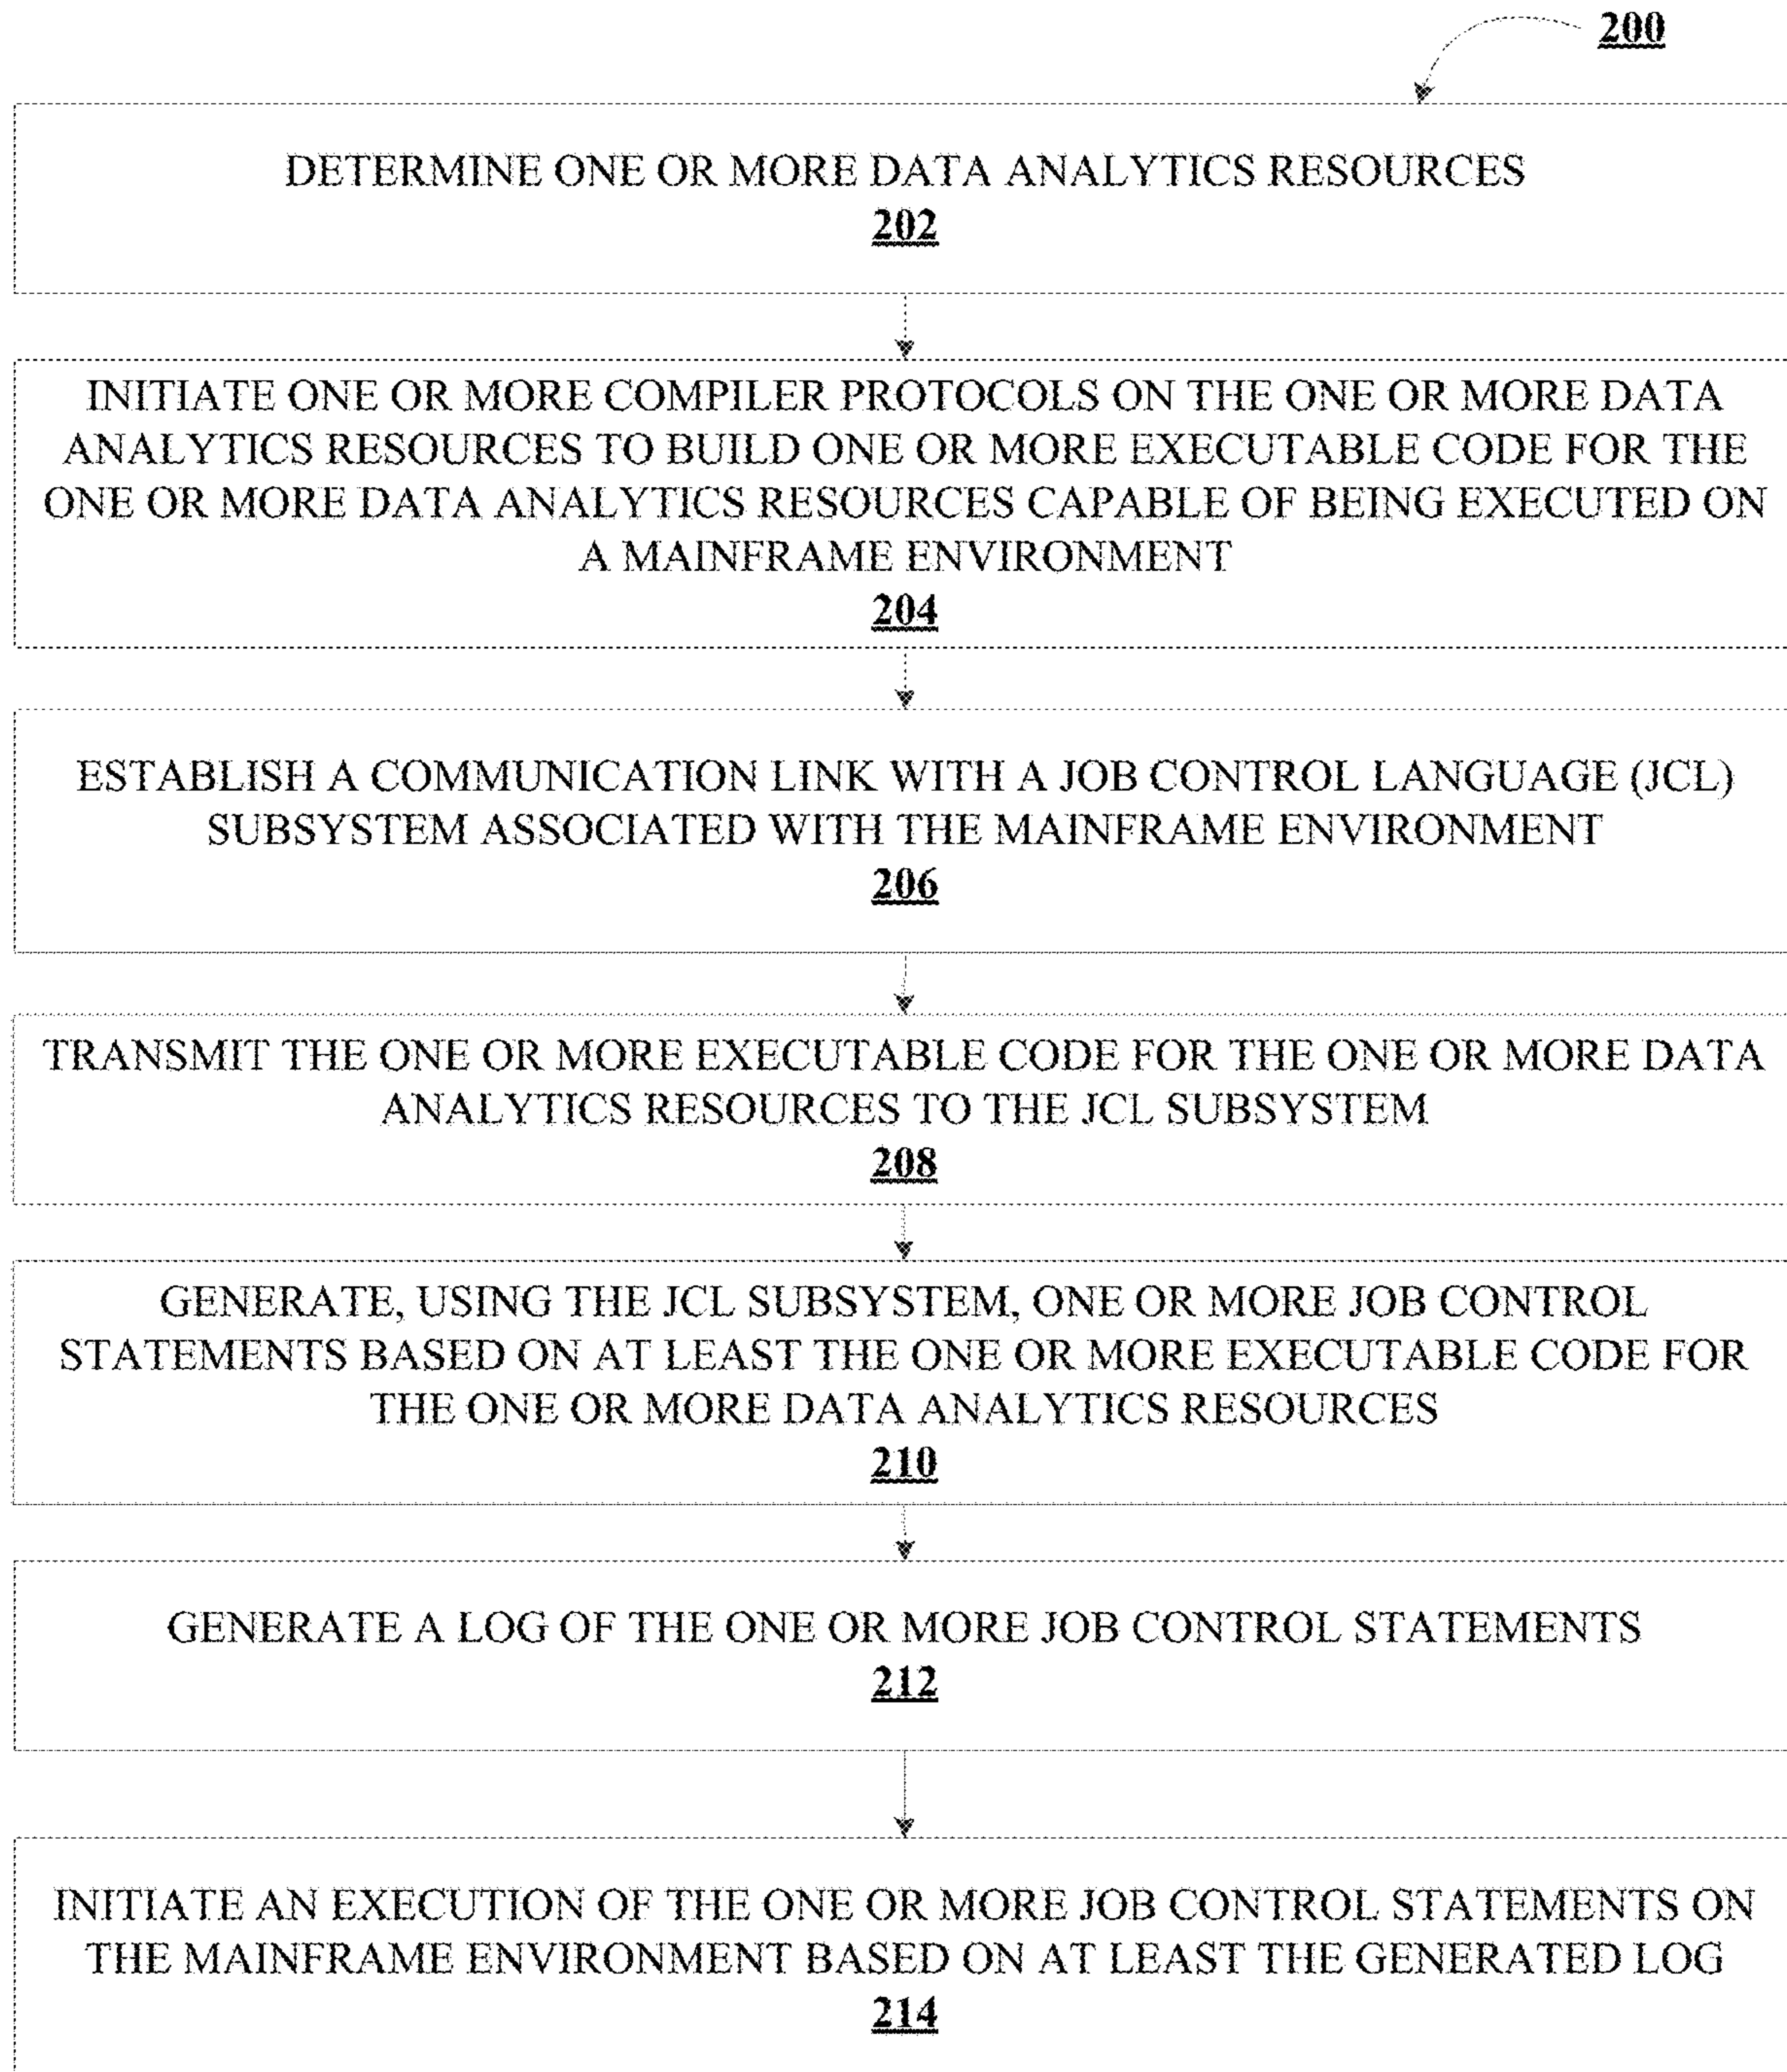 200
DETERMINE ONE OR MORE DATA ANALYTICS RESOURCES
202
INITIATE ONE OR MORE COMPILER PROTOCOLS ON THE ONE OR MORE DATA
ANALYTICS RESOURCES TO BUILD ONE OR MORE EXECUTABLE CODE FOR THE
ONE OR MORE DATA ANALYTICS RESOURCES CAPABLE OF BEING EXECUTED ON
A MAINFRAME ENVIRONMENT
204
ESTABLISH A COMMUNICATION LINK WITH A JOB CONTROL LANGUAGE (JCL)
SUBSYSTEM ASSOCIATED WITH THE MAINFRAME ENVIRONMENT
206
TRANSMIT THE ONE OR MORE EXECUTABLE CODE FOR THE ONE OR MORE DATA
ANALYTICS RESOURCES TO THE JCL SUBSYSTEM
208
GENERATE, USING THE JCL SUBSYSTEM, ONE OR MORE JOB CONTROL
STATEMENTS BASED ON AT LEAST THE ONE OR MORE EXECUTABLE CODE FOR
THE ONE OR MORE DATA ANALYTICS RESOURCES
210
GENERATE A LOG OF THE ONE OR MORE JOB CONTROL STATEMENTS
212
INITIATE AN EXECUTION OF THE ONE OR MORE JOB CONTROL STATEMENTS ON
THE MAINFRAME ENVIRONMENT BASED ON AT LEAST THE GENERATED LOG
214